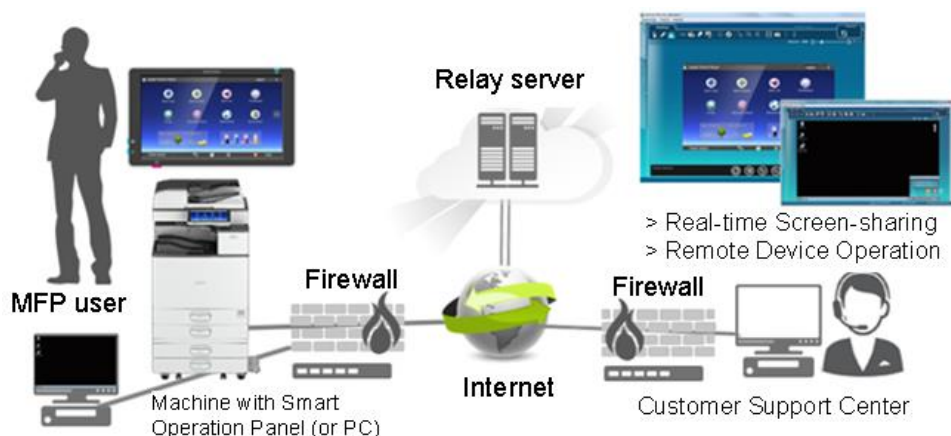 Relay server
> Real-time Screen-sharing
> Remote Device Operation
MFP user
Firewall
Firewall
Internet
Machine with Smart
Operation Panel (or PC)
Customer Support Center